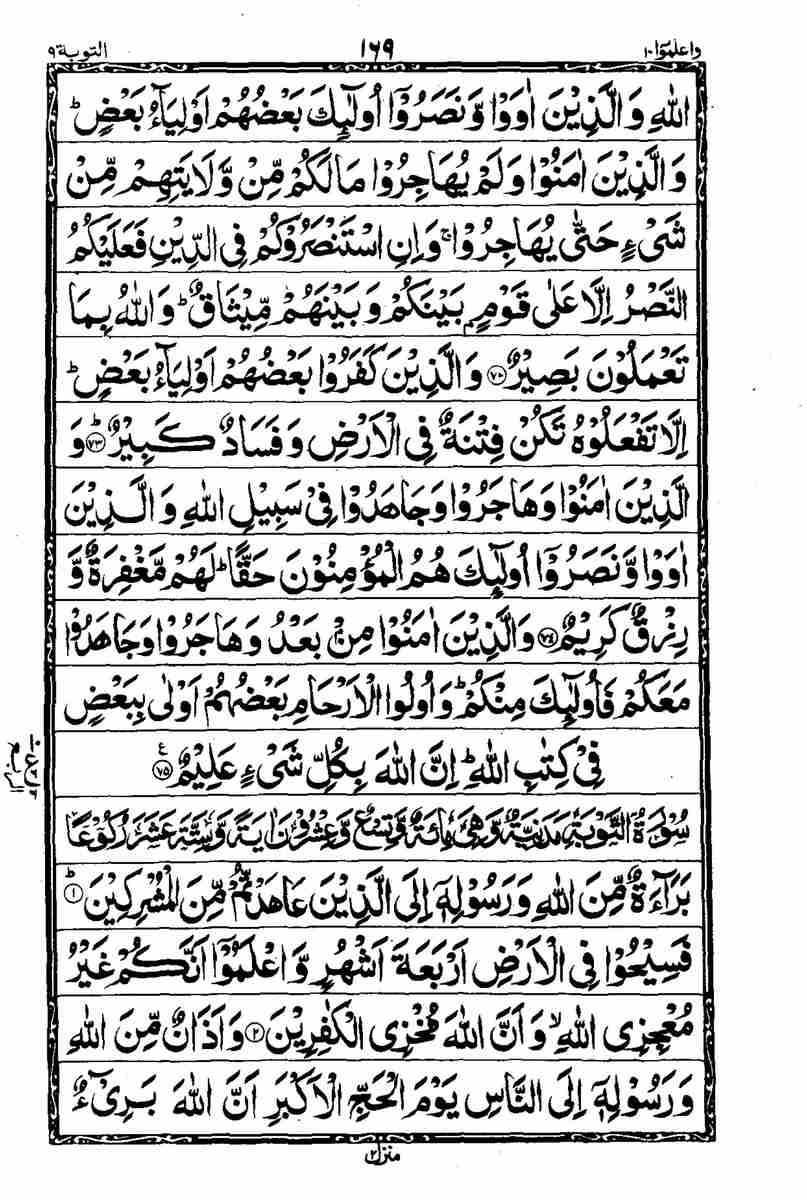 واعلموٓا ١٠
١٦٩
التوبة ٩
اللّٰهِ وَالَّذِيْنَ اٰوَوْا وَّنَصَرُوْٓا اُولٰٓئِكَ بَعْضُهُمْ اَوْلِيَآءُ بَعْضٍ ؕ
وَالَّذِيْنَ اٰمَنُوْا وَلَمْ يُهَاجِرُوْا مَا لَكُمْ مِّنْ وَّلَايَتِهِمْ مِّنْ
شَىْءٍ حَتّٰى يُهَاجِرُوْا ۚ وَاِنِ اسْتَنْصَرُوْكُمْ فِى الدِّيْنِ فَعَلَيْكُمُ
النَّصْرُ اِلَّا عَلٰى قَوْمٍۭ بَيْنَكُمْ وَبَيْنَهُمْ مِّيْثَاقٌ ؕ وَاللّٰهُ بِمَا
تَعْمَلُوْنَ بَصِيْرٌ ﴿٧٢﴾ وَالَّذِيْنَ كَفَرُوْا بَعْضُهُمْ اَوْلِيَآءُ بَعْضٍ ؕ
اِلَّا تَفْعَلُوْهُ تَكُنْ فِتْنَةٌ فِى الْاَرْضِ وَفَسَادٌ كَبِيْرٌ ؕ﴿٧٣﴾ وَ
الَّذِيْنَ اٰمَنُوْا وَهَاجَرُوْا وَجَاهَدُوْا فِىْ سَبِيْلِ اللّٰهِ وَالَّذِيْنَ
اٰوَوْا وَّنَصَرُوْٓا اُولٰٓئِكَ هُمُ الْمُؤْمِنُوْنَ حَقًّا ؕ لَهُمْ مَّغْفِرَةٌ وَّ
رِزْقٌ كَرِيْمٌ ﴿٧٤﴾ وَالَّذِيْنَ اٰمَنُوْا مِنْۢ بَعْدُ وَهَاجَرُوْا وَجَاهَدُوْا
مَعَكُمْ فَاُولٰٓئِكَ مِنْكُمْ ؕ وَاُولُوا الْاَرْحَامِ بَعْضُهُمْ اَوْلٰى بِبَعْضٍ
فِىْ كِتٰبِ اللّٰهِ ؕ اِنَّ اللّٰهَ بِكُلِّ شَىْءٍ عَلِيْمٌ ﴿٧٥﴾ ع
سُوْرَةُ التَّوْبَةِ مَدَنِيَّةٌ وَّهِىَ مِائَةٌ وَّتِسْعٌ وَّعِشْرُوْنَ اٰيَةً وَّسِتَّةَ عَشَرَ رُكُوْعًا
بَرَآءَةٌ مِّنَ اللّٰهِ وَرَسُوْلِهٖٓ اِلَى الَّذِيْنَ عَاهَدْتُّمْ مِّنَ الْمُشْرِكِيْنَ ؕ﴿١﴾
فَسِيْحُوْا فِى الْاَرْضِ اَرْبَعَةَ اَشْهُرٍ وَّاعْلَمُوْٓا اَنَّكُمْ غَيْرُ
مُعْجِزِى اللّٰهِ ۙ وَاَنَّ اللّٰهَ مُخْزِى الْكٰفِرِيْنَ ﴿٢﴾ وَاَذَانٌ مِّنَ اللّٰهِ
وَرَسُوْلِهٖٓ اِلَى النَّاسِ يَوْمَ الْحَجِّ الْاَكْبَرِ اَنَّ اللّٰهَ بَرِىْٓءٌ
منزل ٢